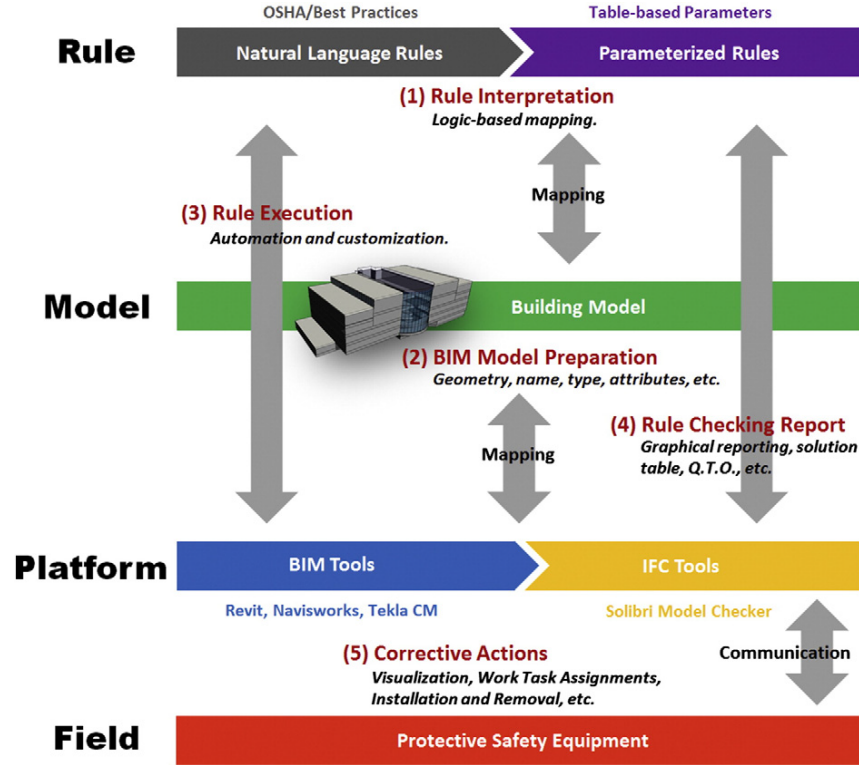 OSHA/Best Practices
Table-based Parameters
Rule
Natural Language Rules
Parameterized Rules
(1) Rule Interpretation
Logic-based mapping.
Mapping
(3) Rule Execution
Automation and customization.
Model
Building Model
(2) BIM Model Preparation
Geometry, name, type, attributes, etc.
(4) Rule Checking Report
Graphical reporting, solution
table, Q.T.O., etc.
Mapping
Platform
BIM Tools
IFC Tools
Revit, Navisworks, Tekla CM
Solibri Model Checker
(5) Corrective Actions
Communication
Visualization, Work Task Assignments,
Installation and Removal, etc.
Field
Protective Safety Equipment